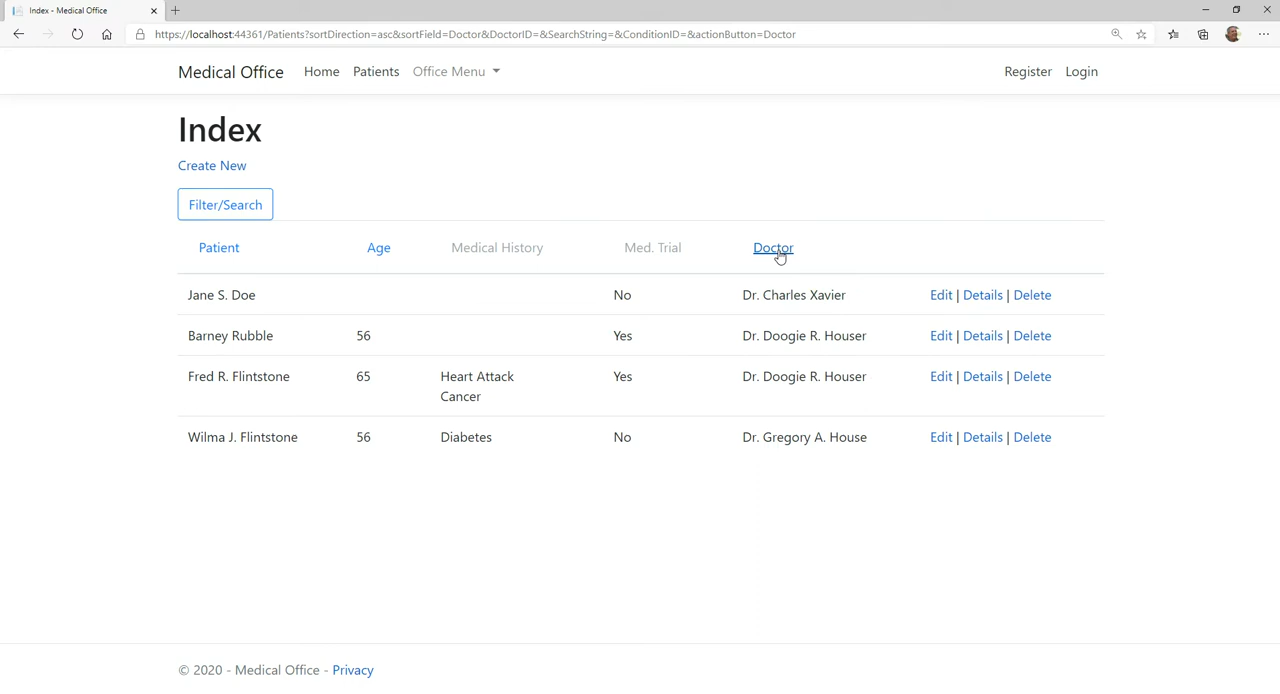 Index - Medical Office
https://localhost:44361/Patients?sortDirection=asc&sortField=Doctor&DoctorID=&SearchString=&ConditionID=&actionButton=Doctor
Medical Office Home Patients Office Menu Register Login
Index
Create New
Filter/Search
Patient Age Medical History Med. Trial Doctor
Jane S. Doe No Dr. Charles Xavier Edit | Details | Delete
Barney Rubble 56 Yes Dr. Doogie R. Houser Edit | Details | Delete
Fred R. Flintstone 65 Heart Attack Yes Dr. Doogie R. Houser Edit | Details | Delete
Cancer
Wilma J. Flintstone 56 Diabetes No Dr. Gregory A. House Edit | Details | Delete
© 2020 - Medical Office - Privacy